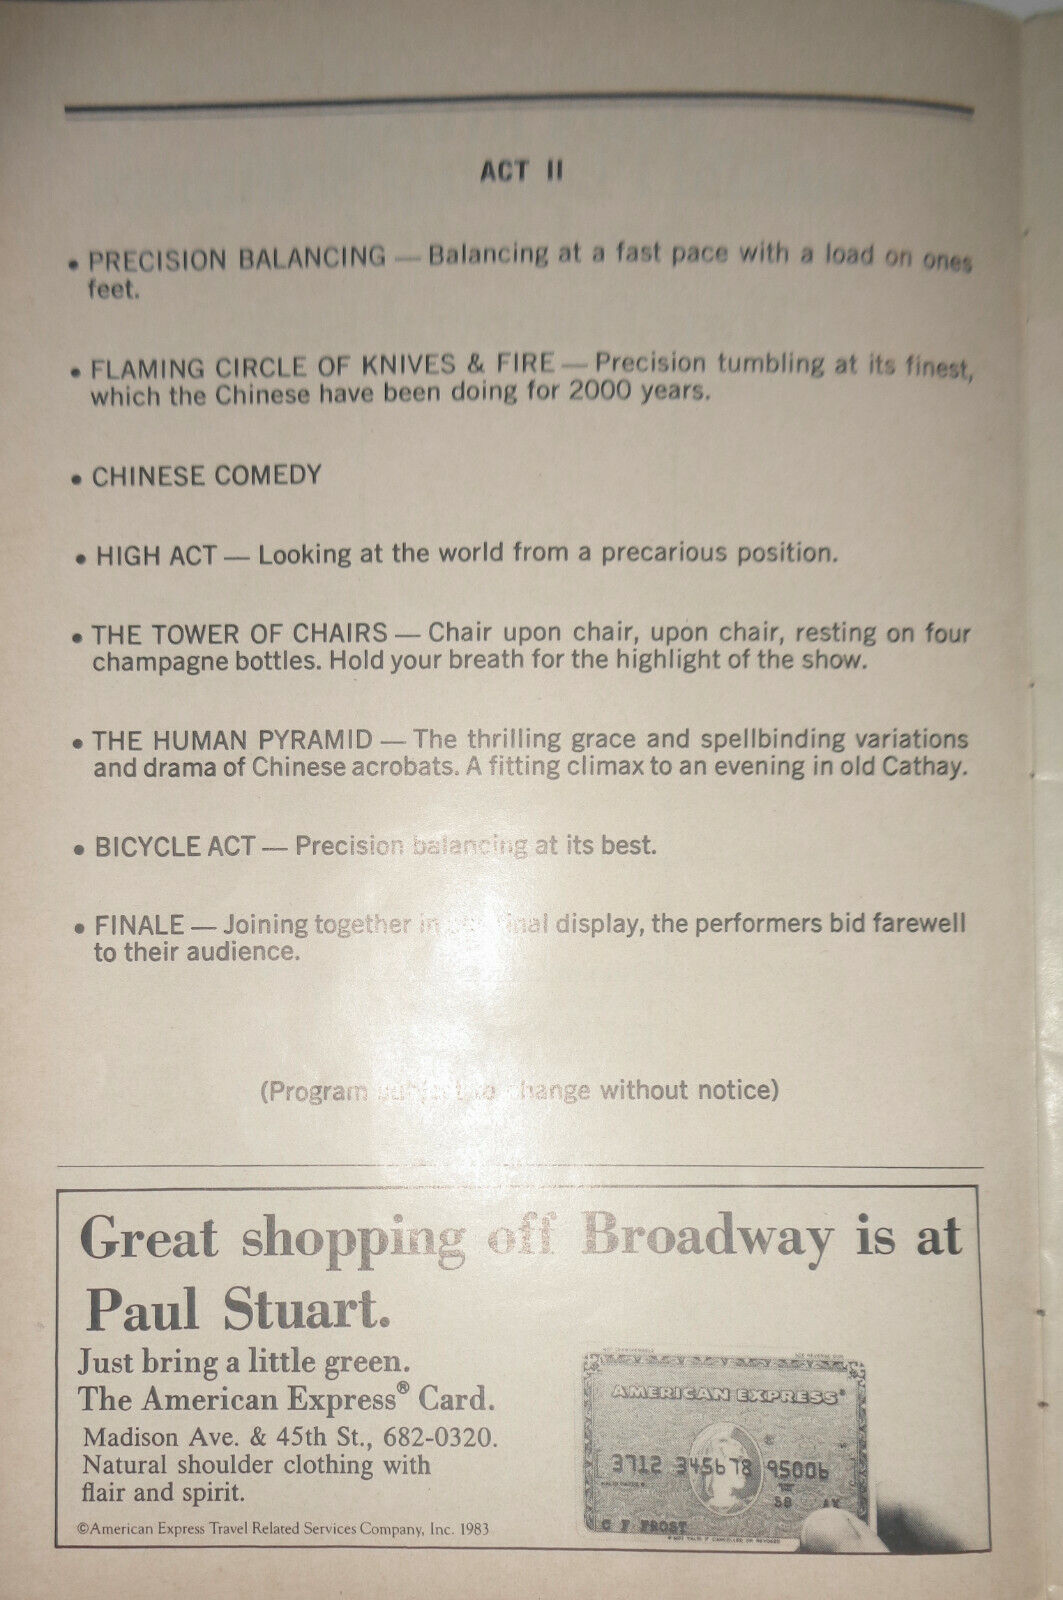 ACT II
• PRECISION BALANCING — Balancing at a fast pace with a load on ones
feet.
• FLAMING CIRCLE OF KNIVES & FIRE — Precision tumbling at its finest,
which the Chinese have been doing for 2000 years.
• CHINESE COMEDY
• HIGH ACT — Looking at the world from a precarious position.
• THE TOWER OF CHAIRS — Chair upon chair, upon chair, resting on four
champagne bottles. Hold your breath for the highlight of the show.
• THE HUMAN PYRAMID — The thrilling grace and spellbinding variations
and drama of Chinese acrobats. A fitting climax to an evening in old Cathay.
• BICYCLE ACT — Precision balancing at its best.
• FINALE — Joining together in final display, the performers bid farewell
to their audience.
(Program subject to change without notice)
Great shopping off Broadway is at
Paul Stuart.
Just bring a little green.
The American Express® Card.
Madison Ave. & 45th St., 682-0320.
Natural shoulder clothing with
flair and spirit.
©American Express Travel Related Services Company, Inc. 1983
AMERICAN EXPRESS®
3712 345678 95006
58 AX
C F FROST